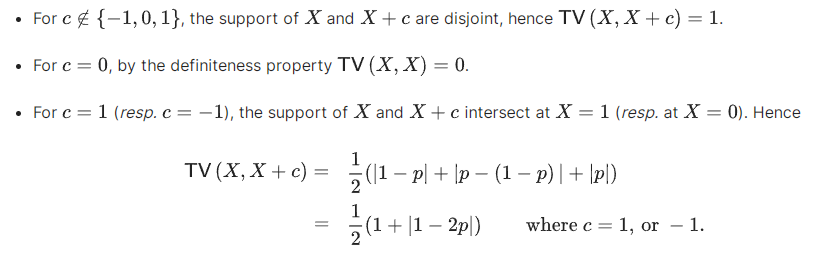 • For c ∉ {−1, 0, 1}, the support of X and X + c are disjoint, hence TV (X, X + c) = 1.
• For c = 0, by the definiteness property TV (X, X) = 0.
• For c = 1 (resp. c = −1), the support of X and X + c intersect at X = 1 (resp. at X = 0). Hence
TV (X, X + c) = 1/2 (|1 − p| + |p − (1 − p) | + |p|)
= 1/2 (1 + |1 − 2p|) where c = 1, or − 1.